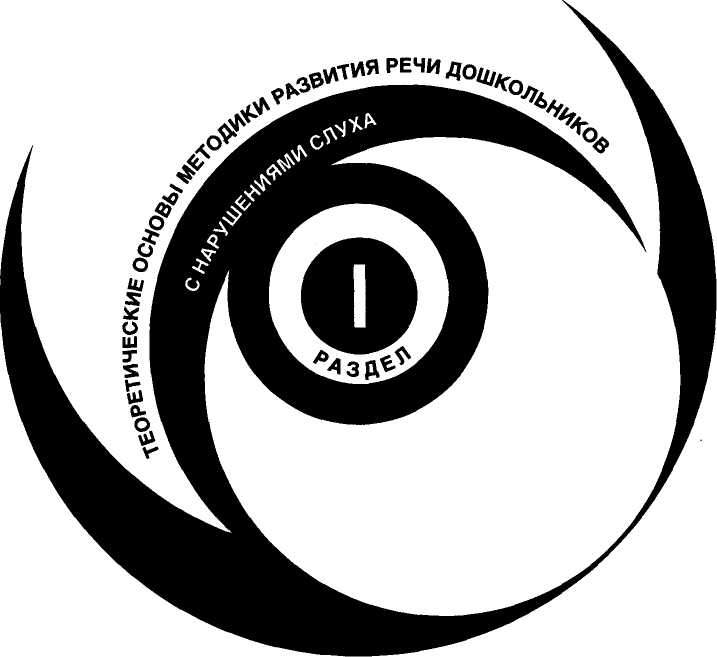 ТЕОРЕТИЧЕСКИЕ ОСНОВЫ МЕТОДИКИ РАЗВИТИЯ РЕЧИ ДОШКОЛЬНИКОВ
С НАРУШЕНИЯМИ СЛУХА
I
РАЗДЕЛ